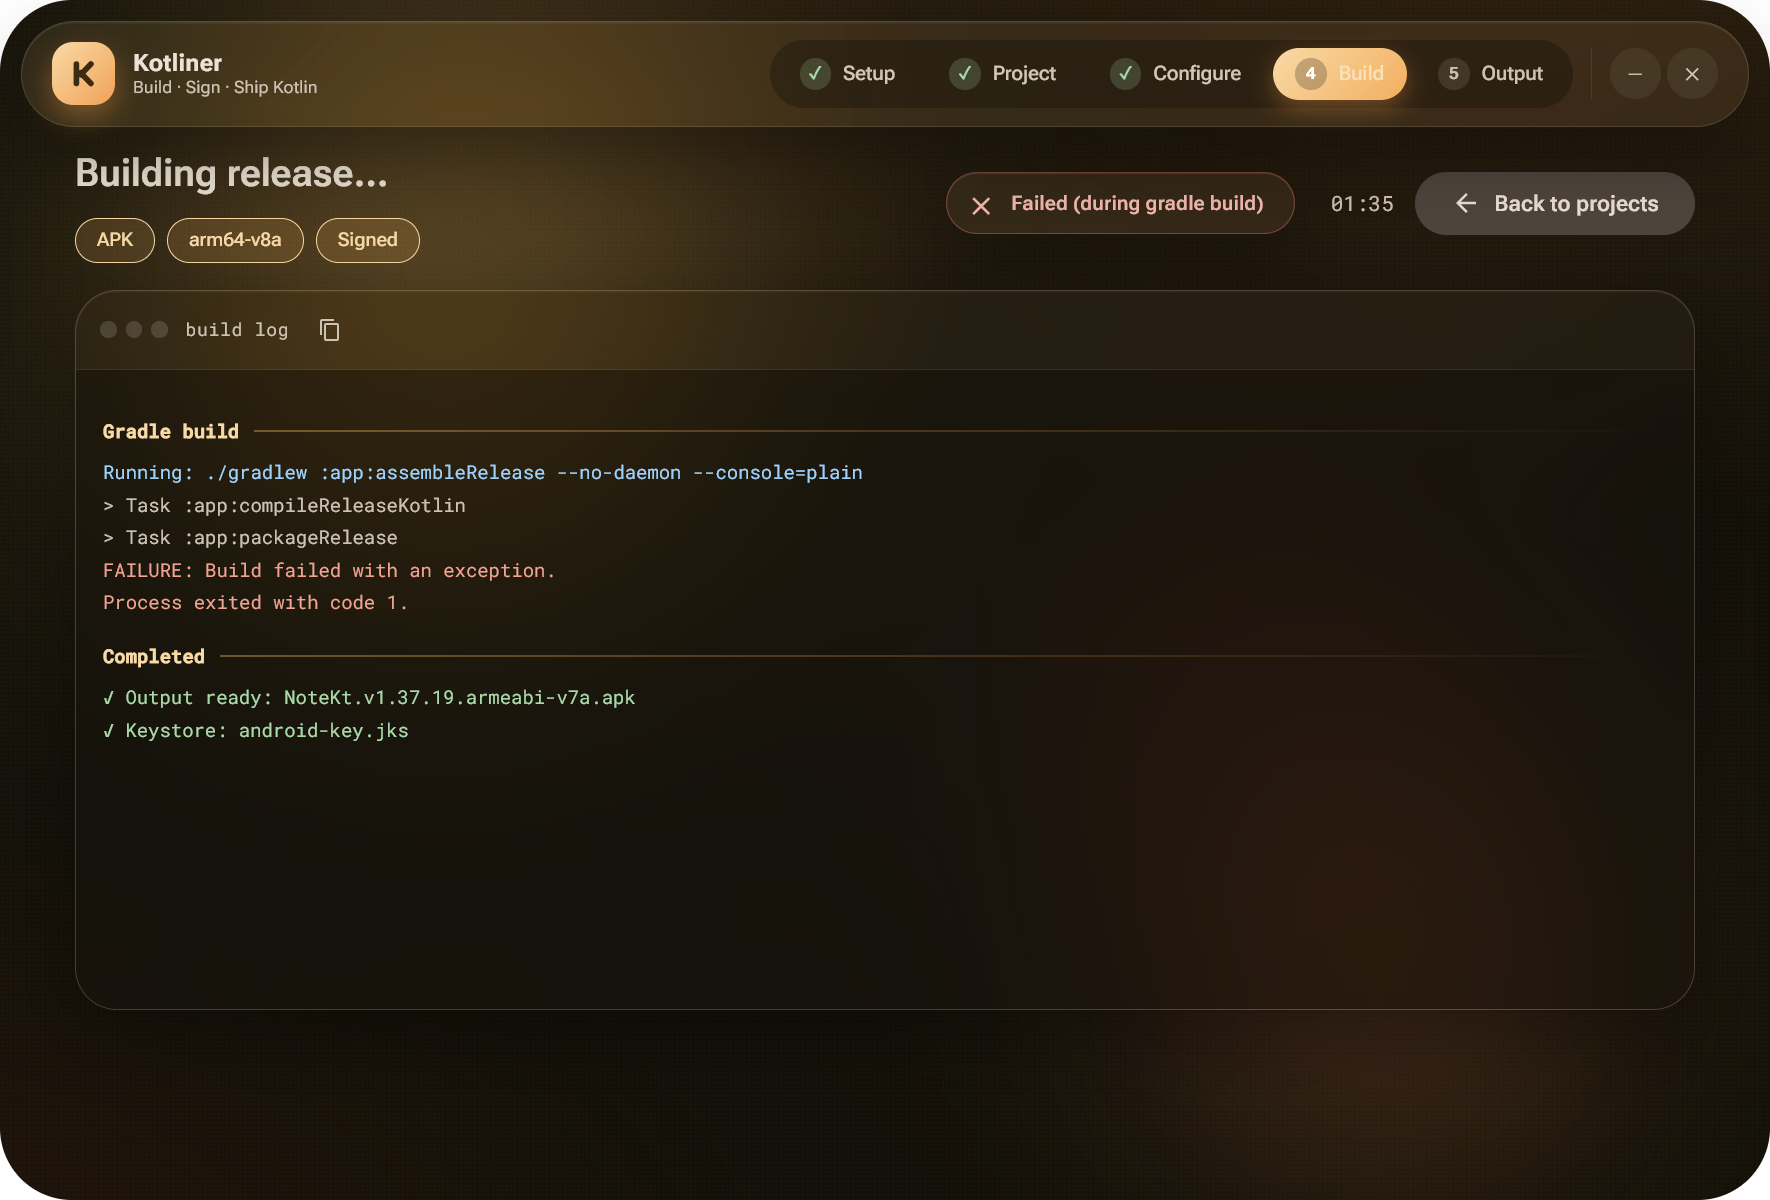 Kotliner
Build · Sign · Ship Kotlin
✓ Setup
✓ Project
✓ Configure
4 Build
5 Output
Building release...
APK
arm64-v8a
Signed
Failed (during gradle build)
01:35
Back to projects
build log
Gradle build
Running: ./gradlew :app:assembleRelease --no-daemon --console=plain
> Task :app:compileReleaseKotlin
> Task :app:packageRelease
FAILURE: Build failed with an exception.
Process exited with code 1.
Completed
✓ Output ready: NoteKt.v1.37.19.armeabi-v7a.apk
✓ Keystore: android-key.jks